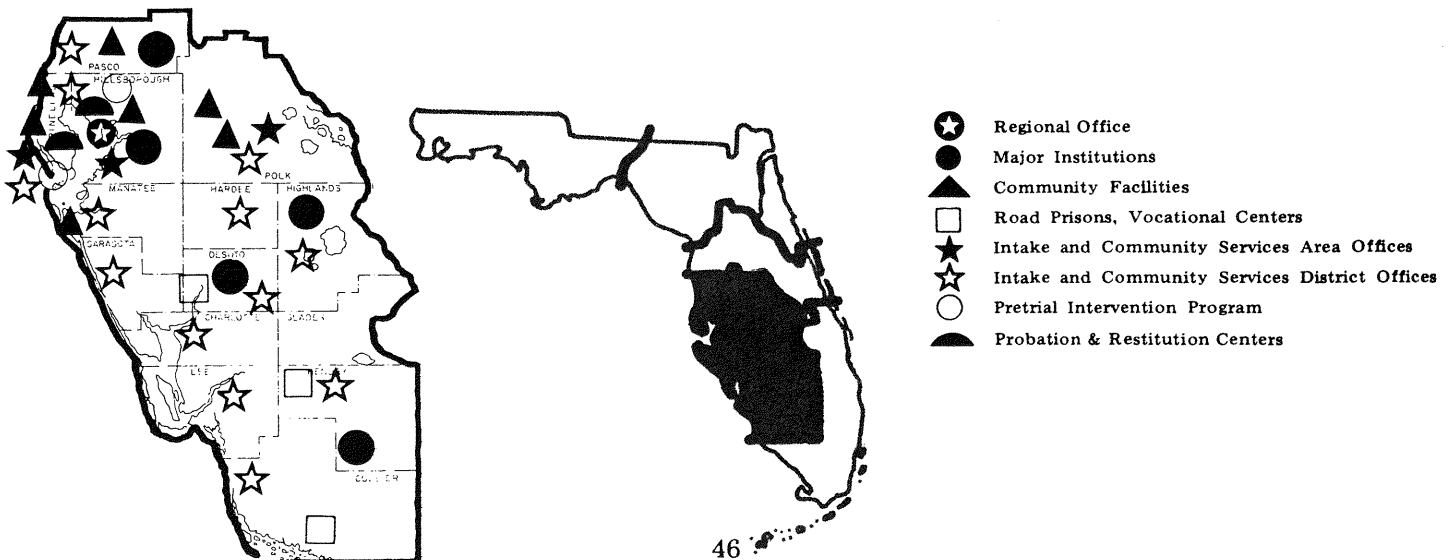 PASCO
HILLSBOROUGH
MANATEE
HARDEE
POLK
HIGHLANDS
SARASOTA
DESOTO
CHARLOTTE
GLADES
LEE
Regional Office
Major Institutions
Community Facilities
Road Prisons, Vocational Centers
Intake and Community Services Area Offices
Intake and Community Services District Offices
Pretrial Intervention Program
Probation & Restitution Centers
46